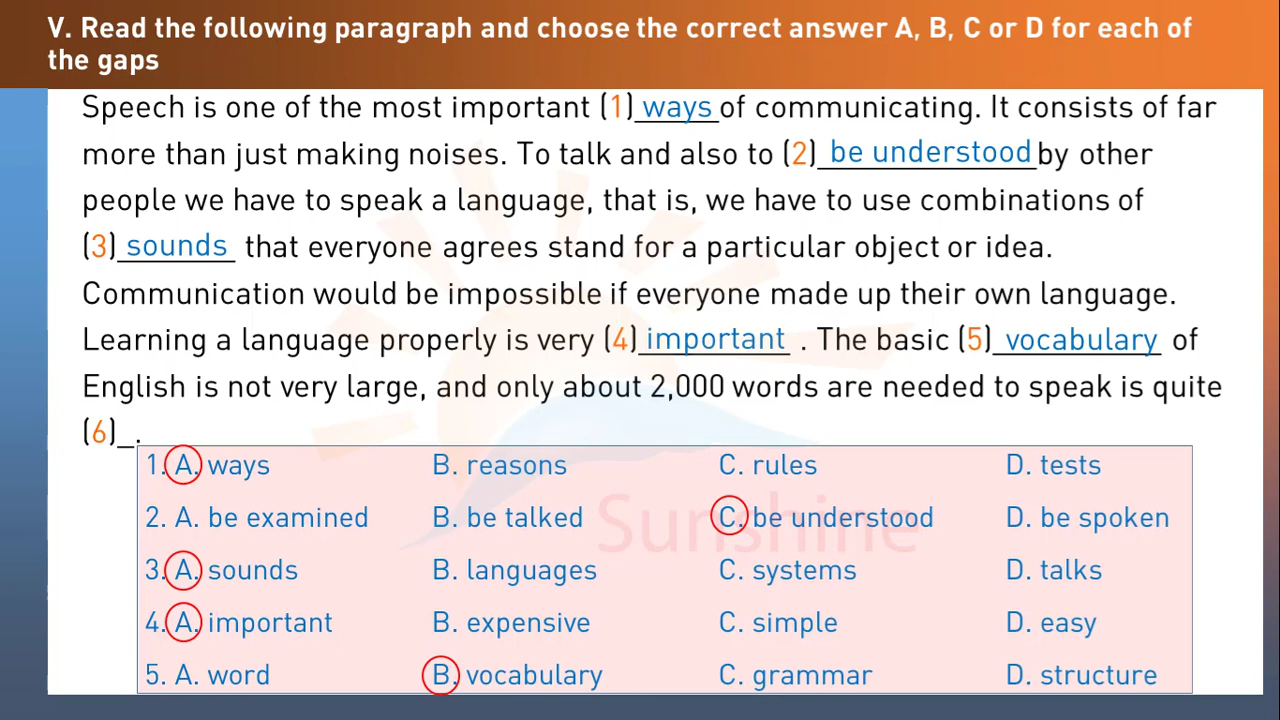 V. Read the following paragraph and choose the correct answer A, B, C or D for each of
the gaps
Speech is one of the most important (1) ways of communicating. It consists of far
more than just making noises. To talk and also to (2) be understood by other
people we have to speak a language, that is, we have to use combinations of
(3) sounds that everyone agrees stand for a particular object or idea.
Communication would be impossible if everyone made up their own language.
Learning a language properly is very (4) important . The basic (5) vocabulary of
English is not very large, and only about 2,000 words are needed to speak is quite
(6)_.
1. A. ways B. reasons C. rules D. tests
2. A. be examined B. be talked C. be understood D. be spoken
3. A. sounds B. languages C. systems D. talks
4. A. important B. expensive C. simple D. easy
5. A. word B. vocabulary C. grammar D. structure
Sunshine